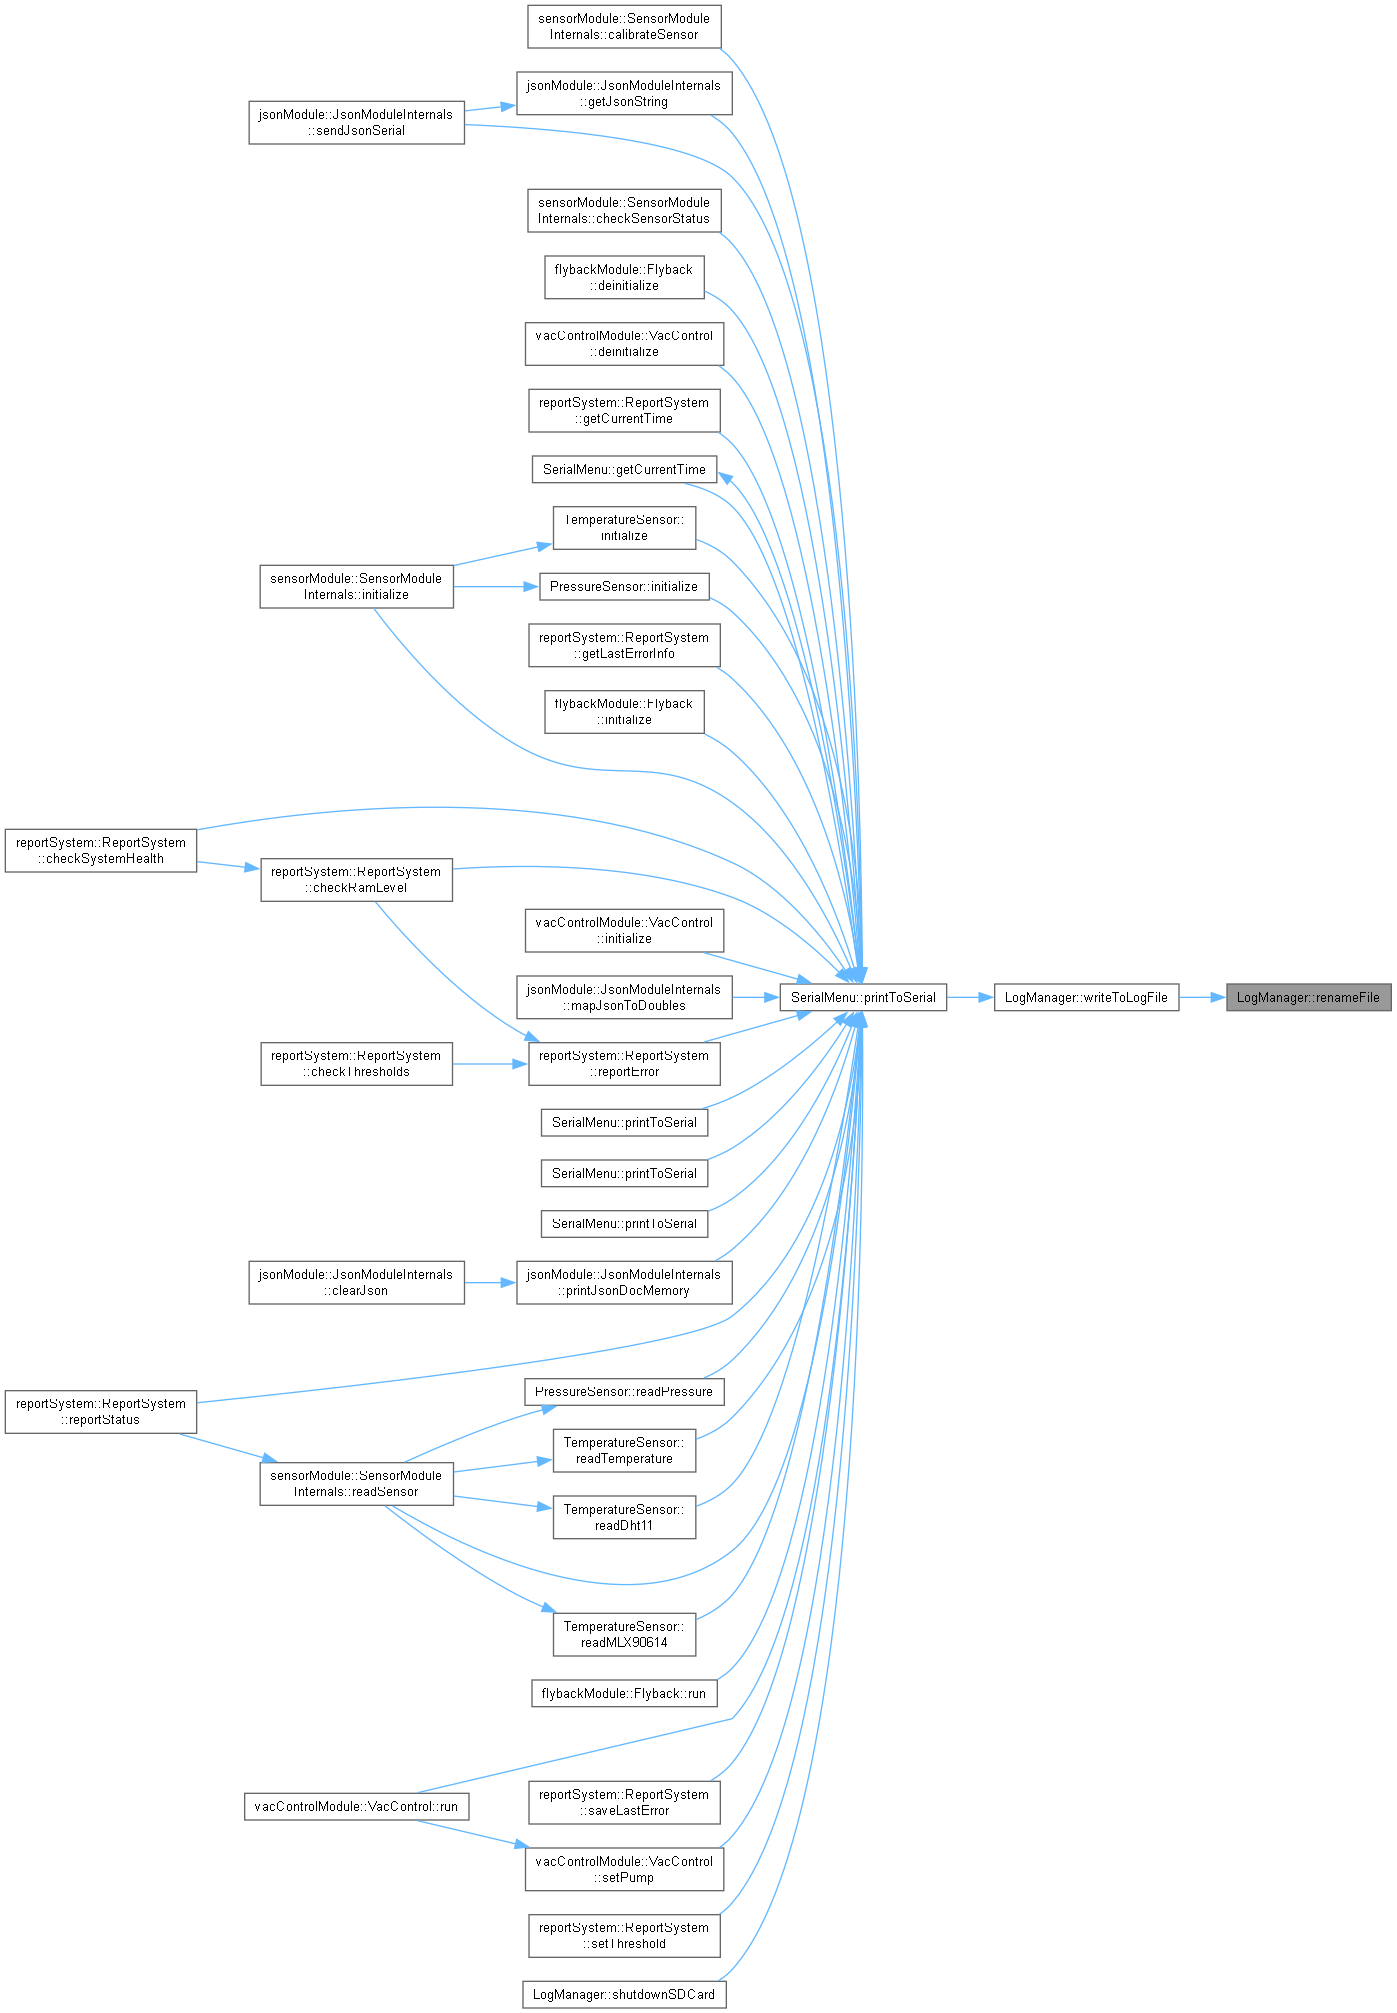 sensorModule::SensorModule
Internals::calibrateSensor
jsonModule::JsonModuleInternals
::getJsonString
jsonModule::JsonModuleInternals
::sendJsonSerial
sensorModule::SensorModule
Internals::checkSensorStatus
flybackModule::Flyback
::deinitialize
vacControlModule::VacControl
::deinitialize
reportSystem::ReportSystem
::getCurrentTime
SerialMenu::getCurrentTime
TemperatureSensor::
initialize
sensorModule::SensorModule
Internals::initialize
PressureSensor::initialize
reportSystem::ReportSystem
::getLastErrorInfo
flybackModule::Flyback
::initialize
reportSystem::ReportSystem
::checkSystemHealth
reportSystem::ReportSystem
::checkRamLevel
vacControlModule::VacControl
::initialize
jsonModule::JsonModuleInternals
::mapJsonToDoubles
SerialMenu::printToSerial
LogManager::writeToLogFile
LogManager::renameFile
reportSystem::ReportSystem
::checkThresholds
reportSystem::ReportSystem
::reportError
SerialMenu::printToSerial
SerialMenu::printToSerial
SerialMenu::printToSerial
jsonModule::JsonModuleInternals
::clearJson
jsonModule::JsonModuleInternals
::printJsonDocMemory
reportSystem::ReportSystem
::reportStatus
PressureSensor::readPressure
TemperatureSensor::
readTemperature
sensorModule::SensorModule
Internals::readSensor
TemperatureSensor::
readDht11
TemperatureSensor::
readMLX90614
flybackModule::Flyback::run
reportSystem::ReportSystem
::saveLastError
vacControlModule::VacControl::run
vacControlModule::VacControl
::setPump
reportSystem::ReportSystem
::setThreshold
LogManager::shutdownSDCard